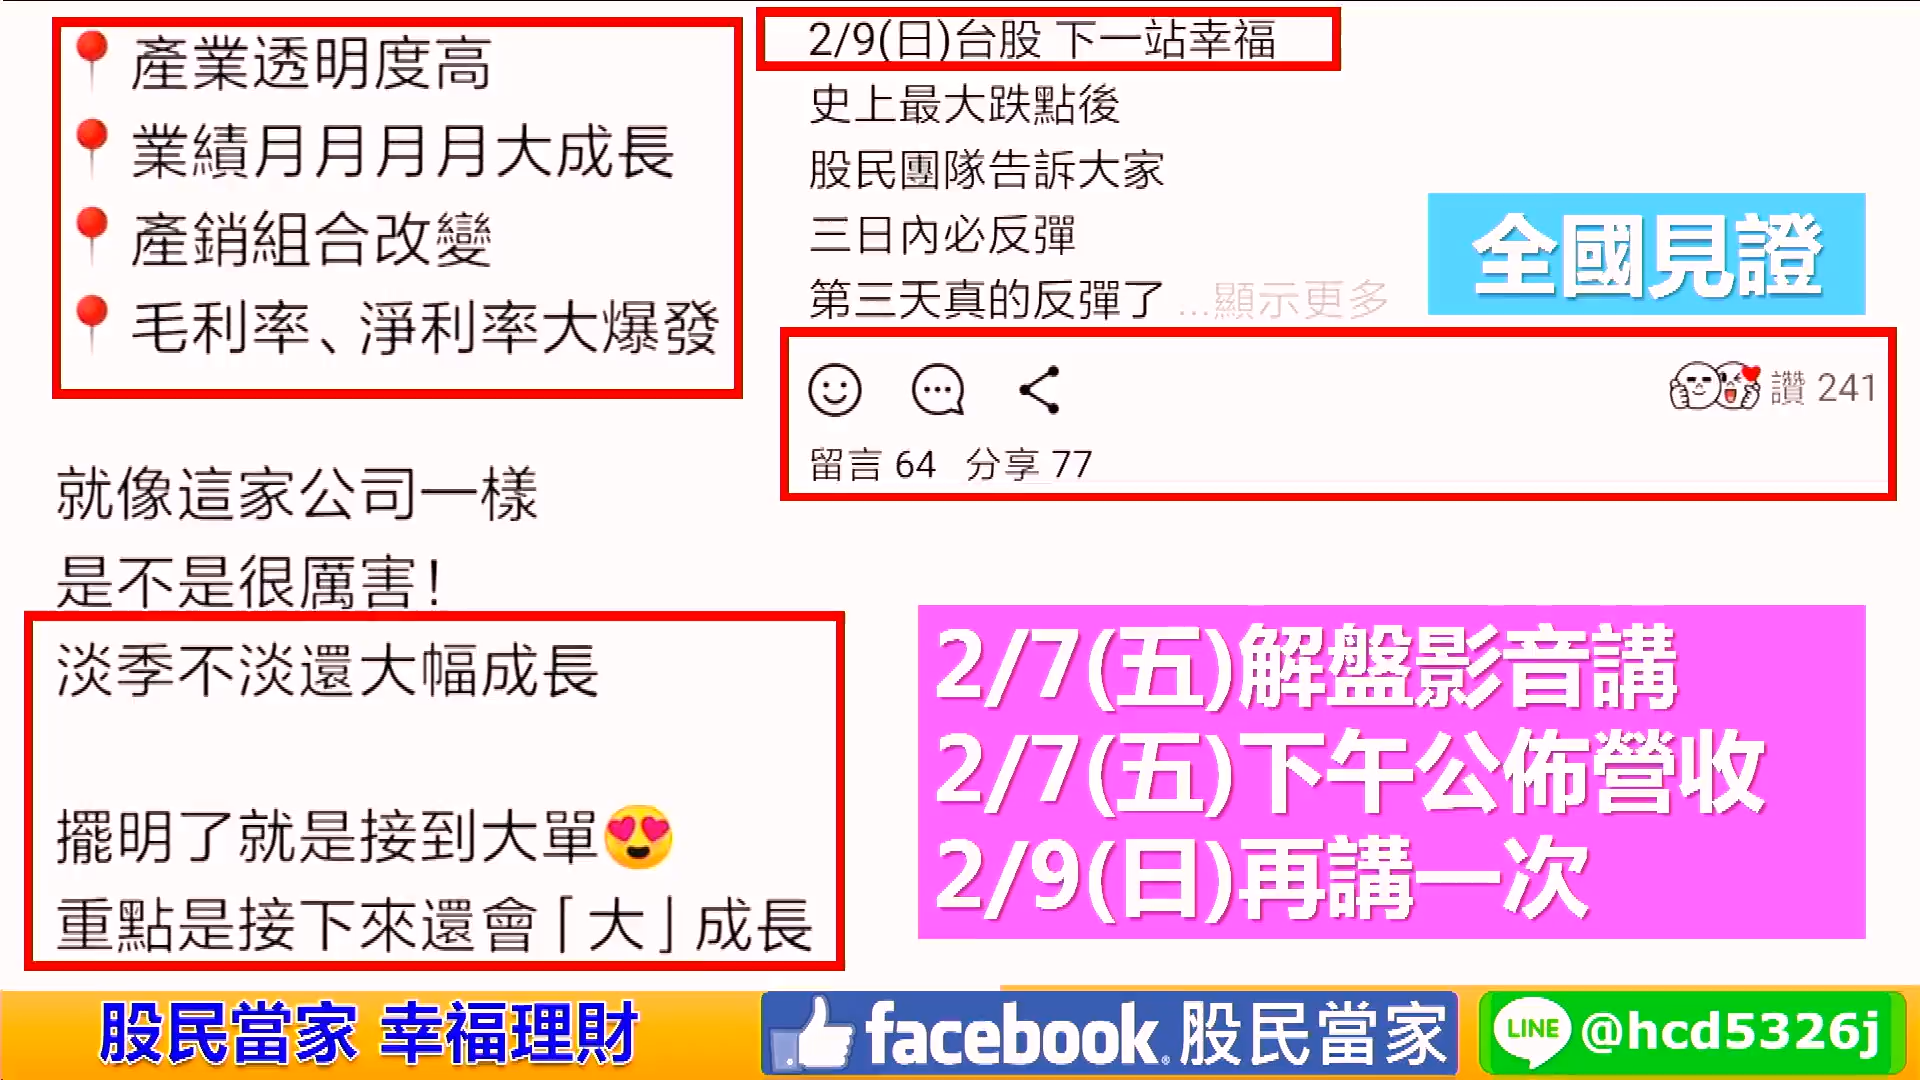 產業透明度高
業績月月月月大成長
產銷組合改變
毛利率、淨利率大爆發
就像這家公司一樣
是不是很厲害！
淡季不淡還大幅成長
擺明了就是接到大單
重點是接下來還會「大」成長
2/9(日)台股 下一站幸福
史上最大跌點後
股民團隊告訴大家
三日內必反彈
第三天真的反彈了 ...顯示更多
全國見證
讚 241
留言 64 分享 77
2/7(五)解盤影音講
2/7(五)下午公佈營收
2/9(日)再講一次
股民當家 幸福理財
facebook 股民當家
LINE @hcd5326j